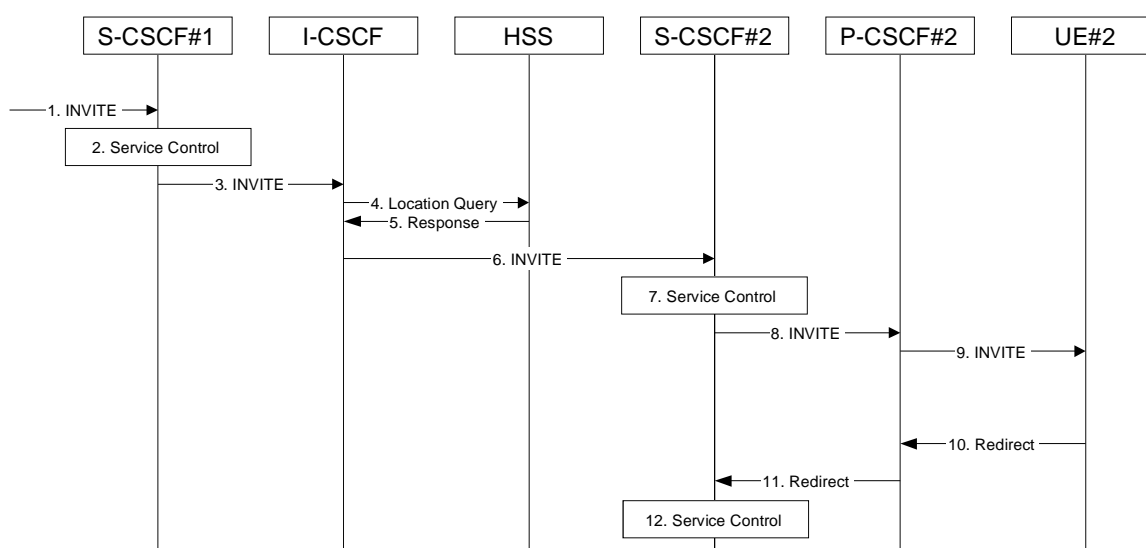 S-CSCF#1
I-CSCF
HSS
S-CSCF#2
P-CSCF#2
UE#2
1. INVITE
2. Service Control
3. INVITE
4. Location Query
5. Response
6. INVITE
7. Service Control
8. INVITE
9. INVITE
10. Redirect
11. Redirect
12. Service Control